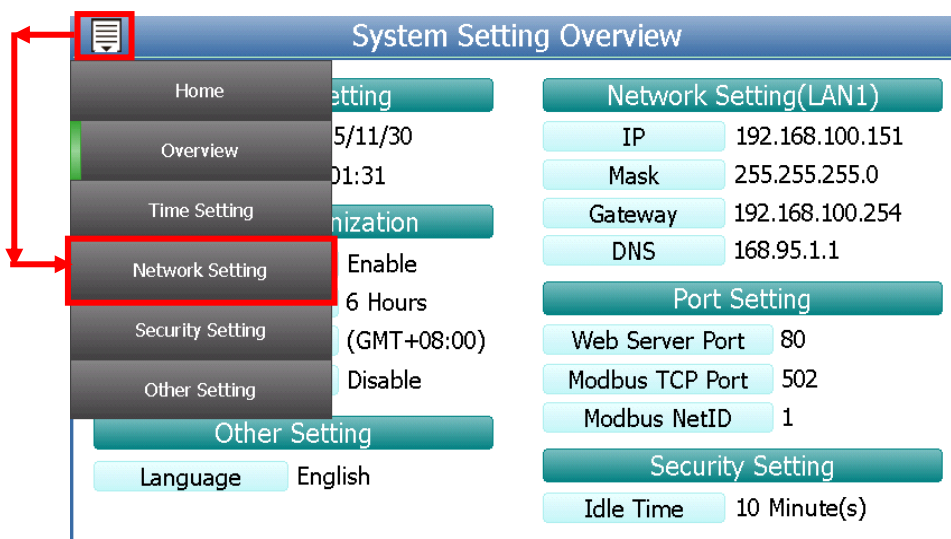 System Setting Overview
Home
Overview
Time Setting
Network Setting
Security Setting
Other Setting
etting
5/11/30
01:31
nization
Enable
6 Hours
(GMT+08:00)
Disable
Other Setting
Language English
Network Setting(LAN1)
IP 192.168.100.151
Mask 255.255.255.0
Gateway 192.168.100.254
DNS 168.95.1.1
Port Setting
Web Server Port 80
Modbus TCP Port 502
Modbus NetID 1
Security Setting
Idle Time 10 Minute(s)